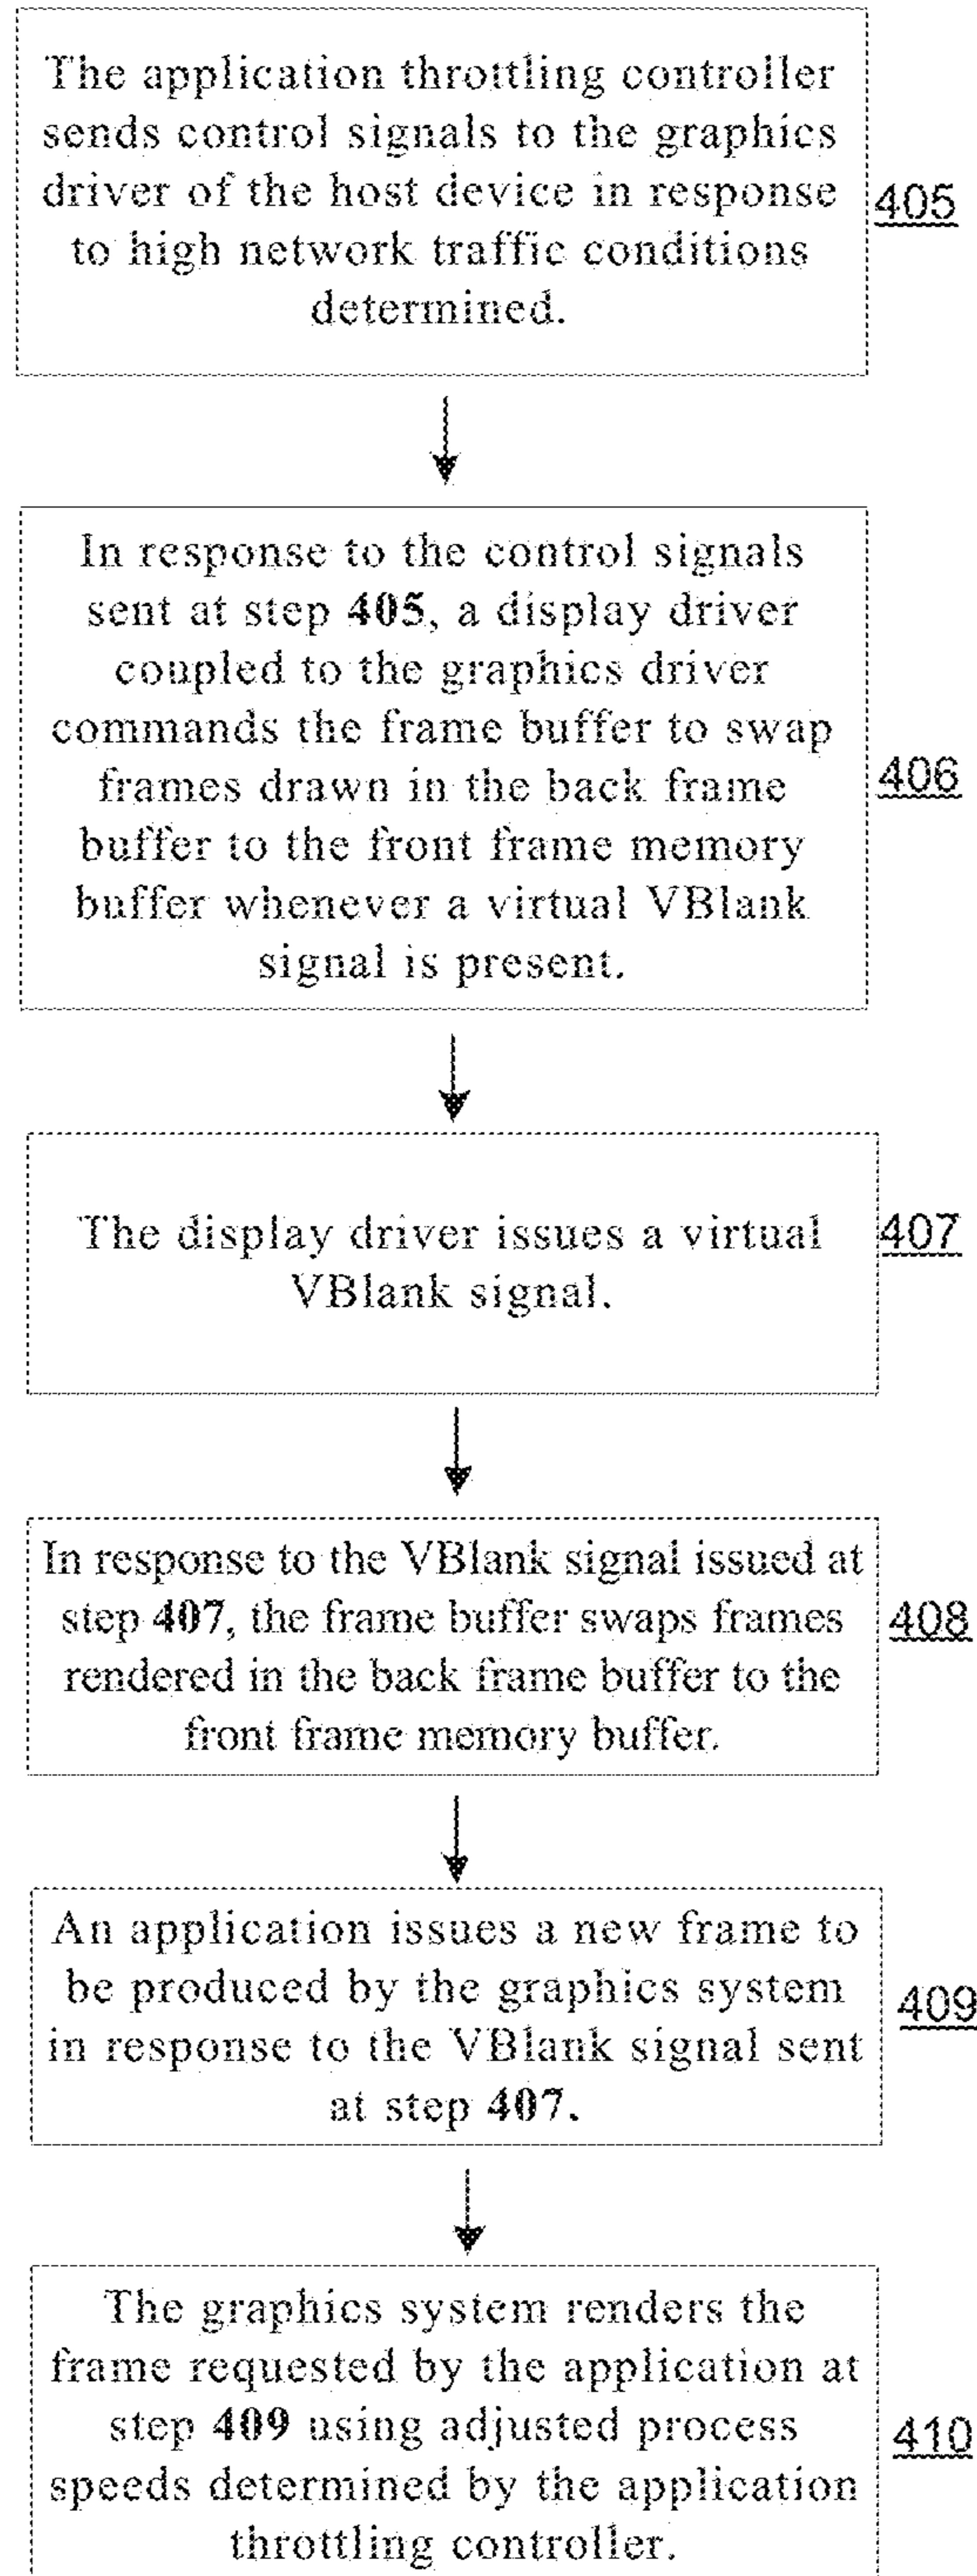 The application throttling controller
sends control signals to the graphics
driver of the host device in response
to high network traffic conditions
determined.
405
In response to the control signals
sent at step 405, a display driver
coupled to the graphics driver
commands the frame buffer to swap
frames drawn in the back frame
buffer to the front frame memory
buffer whenever a virtual VBlank
signal is present.
406
The display driver issues a virtual
VBlank signal.
407
In response to the VBlank signal issued at
step 407, the frame buffer swaps frames
rendered in the back frame buffer to the
front frame memory buffer.
408
An application issues a new frame to
be produced by the graphics system
in response to the VBlank signal sent
at step 407.
409
The graphics system renders the
frame requested by the application at
step 409 using adjusted process
speeds determined by the application
throttling controller.
410